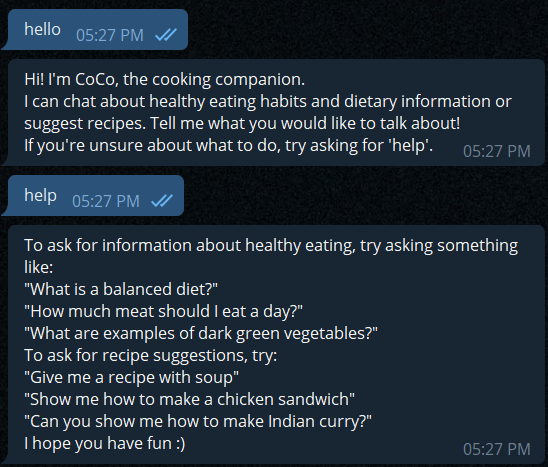 hello 05:27 PM
Hi! I'm CoCo, the cooking companion.
I can chat about healthy eating habits and dietary information or
suggest recipes. Tell me what you would like to talk about!
If you're unsure about what to do, try asking for 'help'. 05:27 PM
help 05:27 PM
To ask for information about healthy eating, try asking something
like:
"What is a balanced diet?"
"How much meat should I eat a day?"
"What are examples of dark green vegetables?"
To ask for recipe suggestions, try:
"Give me a recipe with soup"
"Show me how to make a chicken sandwich"
"Can you show me how to make Indian curry?"
I hope you have fun :) 05:27 PM